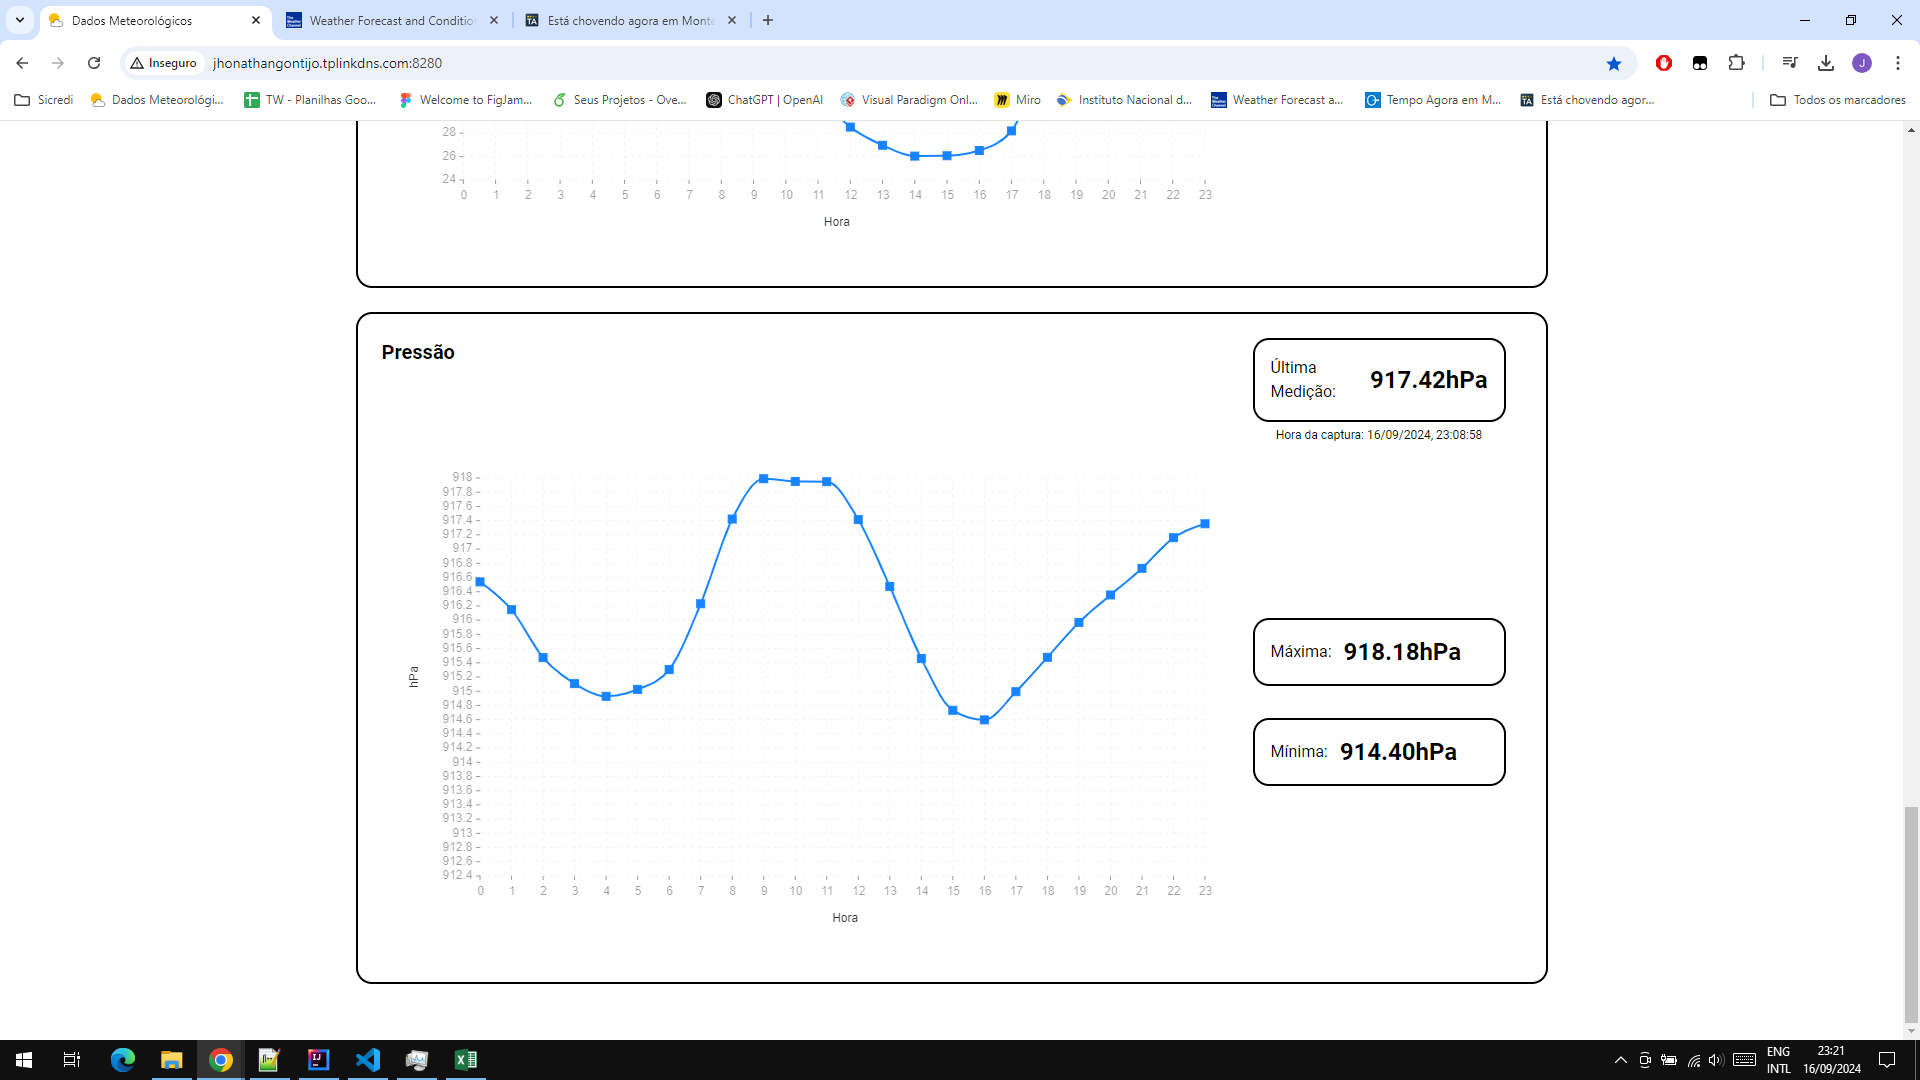 Dados Meteorológicos
Weather Forecast and Conditio
Está chovendo agora em Monte
Inseguro
jhonathangontijo.tplinkdns.com:8280
J
Sicredi
Dados Meteorológi...
TW - Planilhas Goo...
Welcome to FigJam...
Seus Projetos - Ove...
ChatGPT | OpenAI
Visual Paradigm Onl...
Miro
Instituto Nacional d...
Weather Forecast a...
Tempo Agora em M...
Está chovendo agor...
Todos os marcadores
28
26
24
0 1 2 3 4 5 6 7 8 9 10 11 12 13 14 15 16 17 18 19 20 21 22 23
Hora
Pressão
Última
Medição:
917.42hPa
Hora da captura: 16/09/2024, 23:08:58
918
917.8
917.6
917.4
917.2
917
916.8
916.6
916.4
916.2
916
915.8
915.6
915.4
915.2
915
914.8
914.6
914.4
914.2
914
913.8
913.6
913.4
913.2
913
912.8
912.6
912.4
hPa
0 1 2 3 4 5 6 7 8 9 10 11 12 13 14 15 16 17 18 19 20 21 22 23
Hora
Máxima: 918.18hPa
Mínima: 914.40hPa
ENG
INTL
23:21
16/09/2024